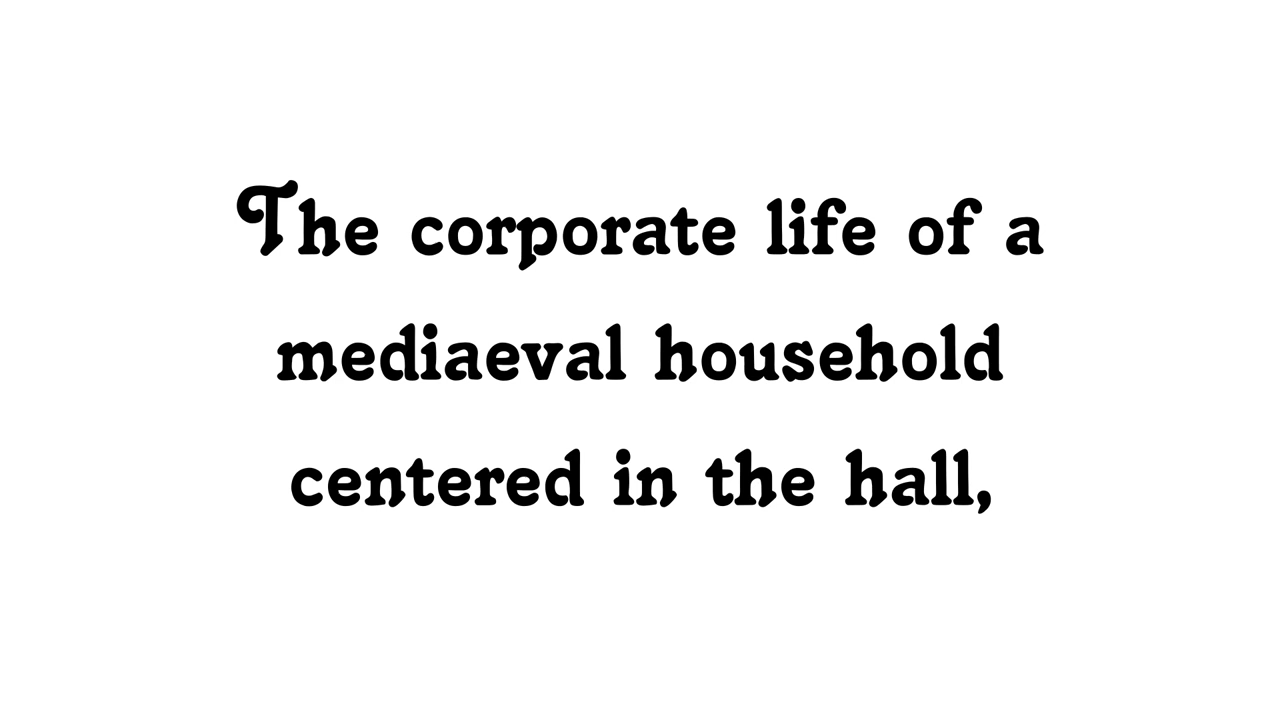 The corporate life of a
mediaeval household
centered in the hall,